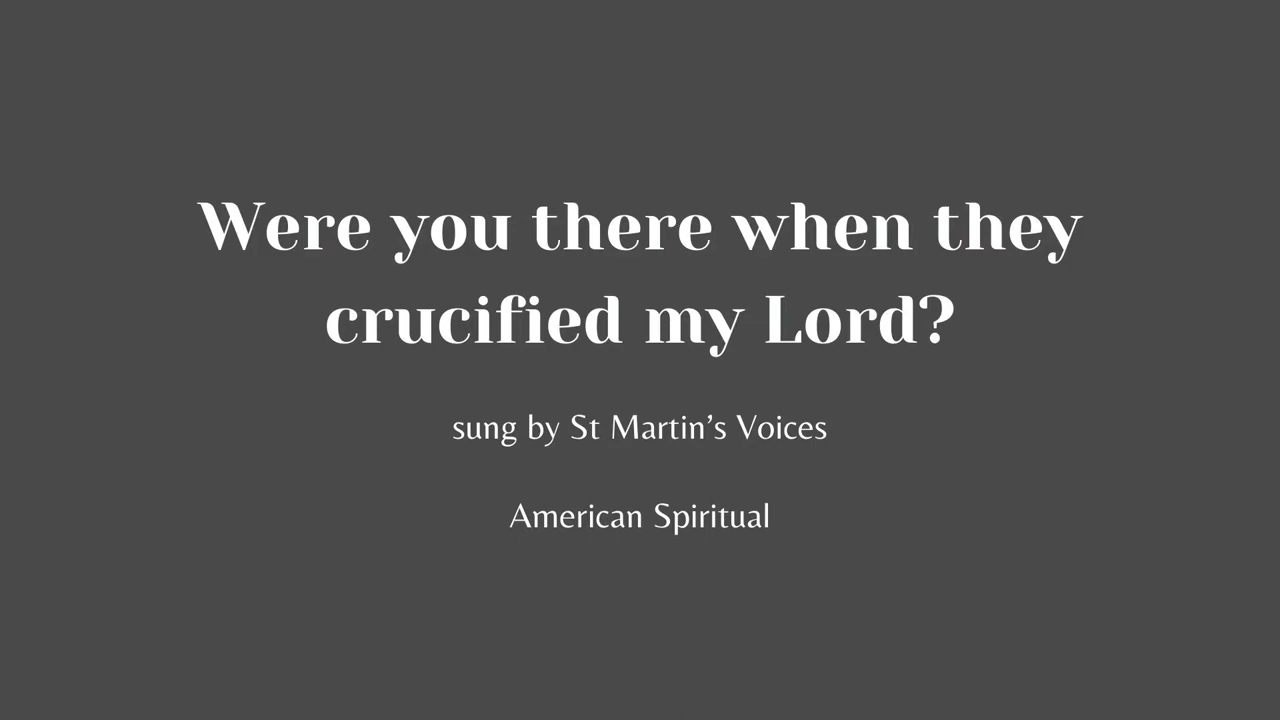 Were you there when they
crucified my Lord?
sung by St Martin’s Voices
American Spiritual